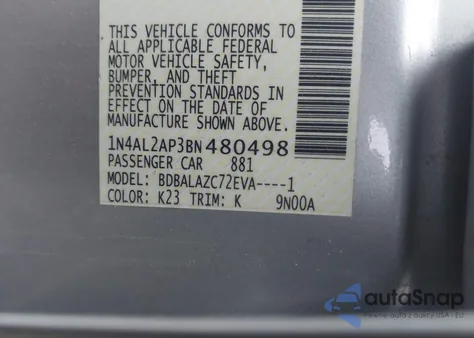 THIS VEHICLE CONFORMS TO
ALL APPLICABLE FEDERAL
MOTOR VEHICLE SAFETY,
BUMPER, AND THEFT
PREVENTION STANDARDS IN
EFFECT ON THE DATE OF
MANUFACTURE SHOWN ABOVE.
1N4AL2AP3BN480498
PASSENGER CAR 881
MODEL: BDBALAZC72EVA----1
COLOR: K23 TRIM: K 9N00A
autoSnap